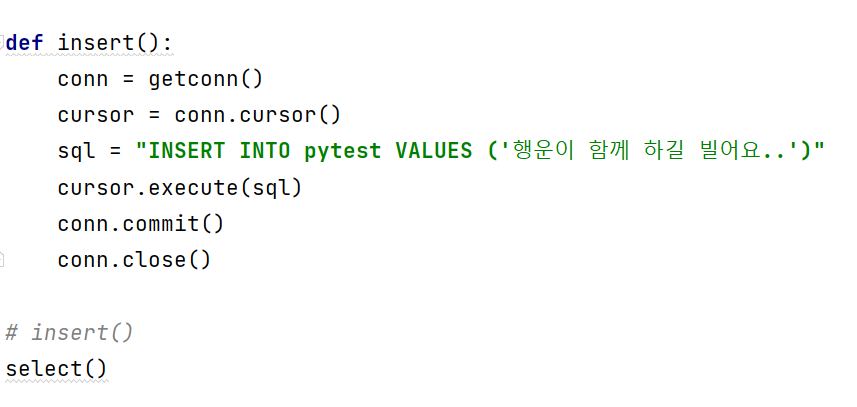 def insert():
    conn = getconn()
    cursor = conn.cursor()
    sql = "INSERT INTO pytest VALUES ('행운이 함께 하길 빌어요..')"
    cursor.execute(sql)
    conn.commit()
    conn.close()
# insert()
select()